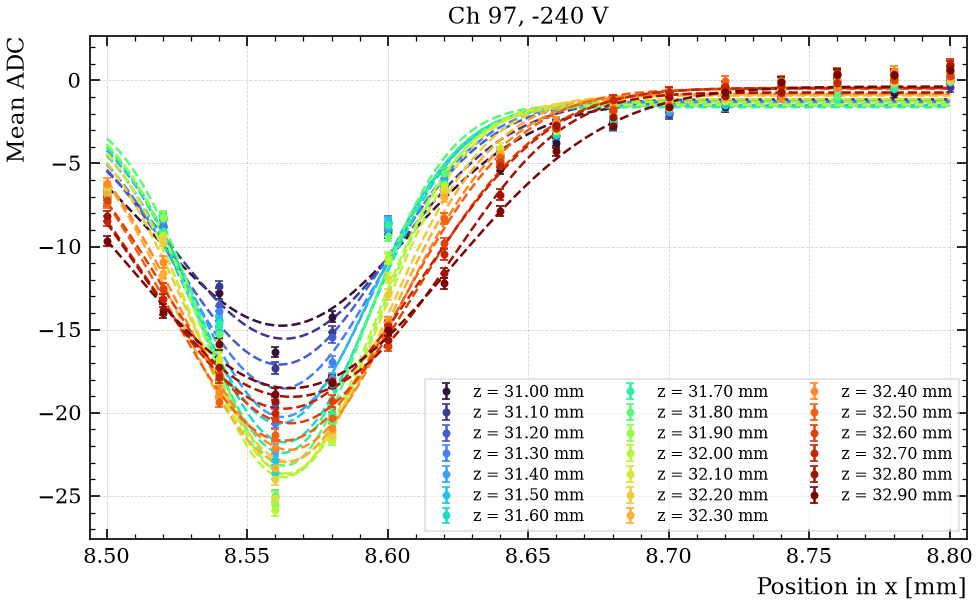 Ch 97, -240 V
Mean ADC
0
−5
−10
−15
−20
−25
z = 31.00 mm
z = 31.10 mm
z = 31.20 mm
z = 31.30 mm
z = 31.40 mm
z = 31.50 mm
z = 31.60 mm
z = 31.70 mm
z = 31.80 mm
z = 31.90 mm
z = 32.00 mm
z = 32.10 mm
z = 32.20 mm
z = 32.30 mm
z = 32.40 mm
z = 32.50 mm
z = 32.60 mm
z = 32.70 mm
z = 32.80 mm
z = 32.90 mm
8.50 8.55 8.60 8.65 8.70 8.75 8.80
Position in x [mm]